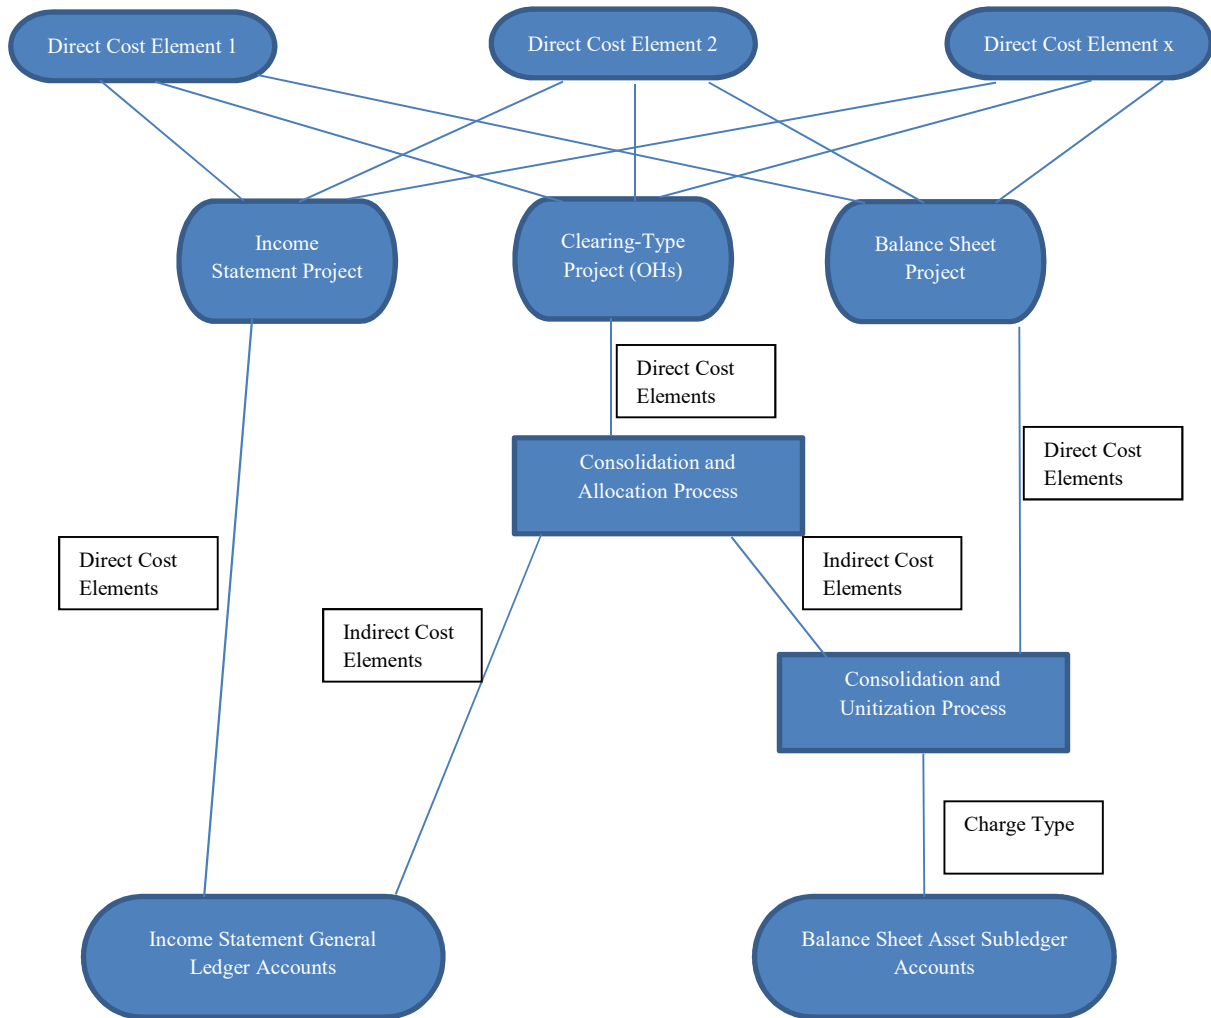 Direct Cost Element 1
Direct Cost Element 2
Direct Cost Element x
Income
Statement Project
Clearing-Type
Project (OHs)
Balance Sheet
Project
Direct Cost
Elements
Direct Cost
Elements
Consolidation and
Allocation Process
Direct Cost
Elements
Indirect Cost
Elements
Indirect Cost
Elements
Consolidation and
Unitization Process
Charge Type
Income Statement General
Ledger Accounts
Balance Sheet Asset Subledger
Accounts